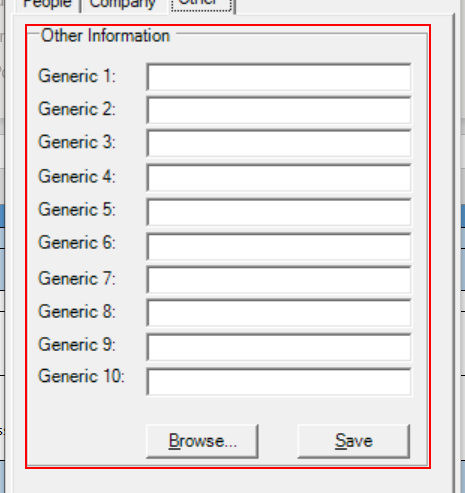 People Company Other
Other Information
Generic 1:
Generic 2:
Generic 3:
Generic 4:
Generic 5:
Generic 6:
Generic 7:
Generic 8:
Generic 9:
Generic 10:
Browse... Save